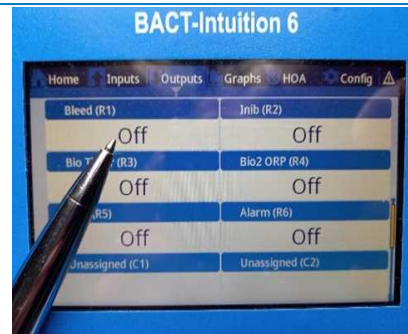 BACT-Intuition 6
Home Inputs Outputs Graphs HOA Config
Bleed (R1) Inib (R2)
Off Off
Bio (R3) Bio2 ORP (R4)
Off Off
(R5) Alarm (R6)
Off Off
Unassigned (C1) Unassigned (C2)